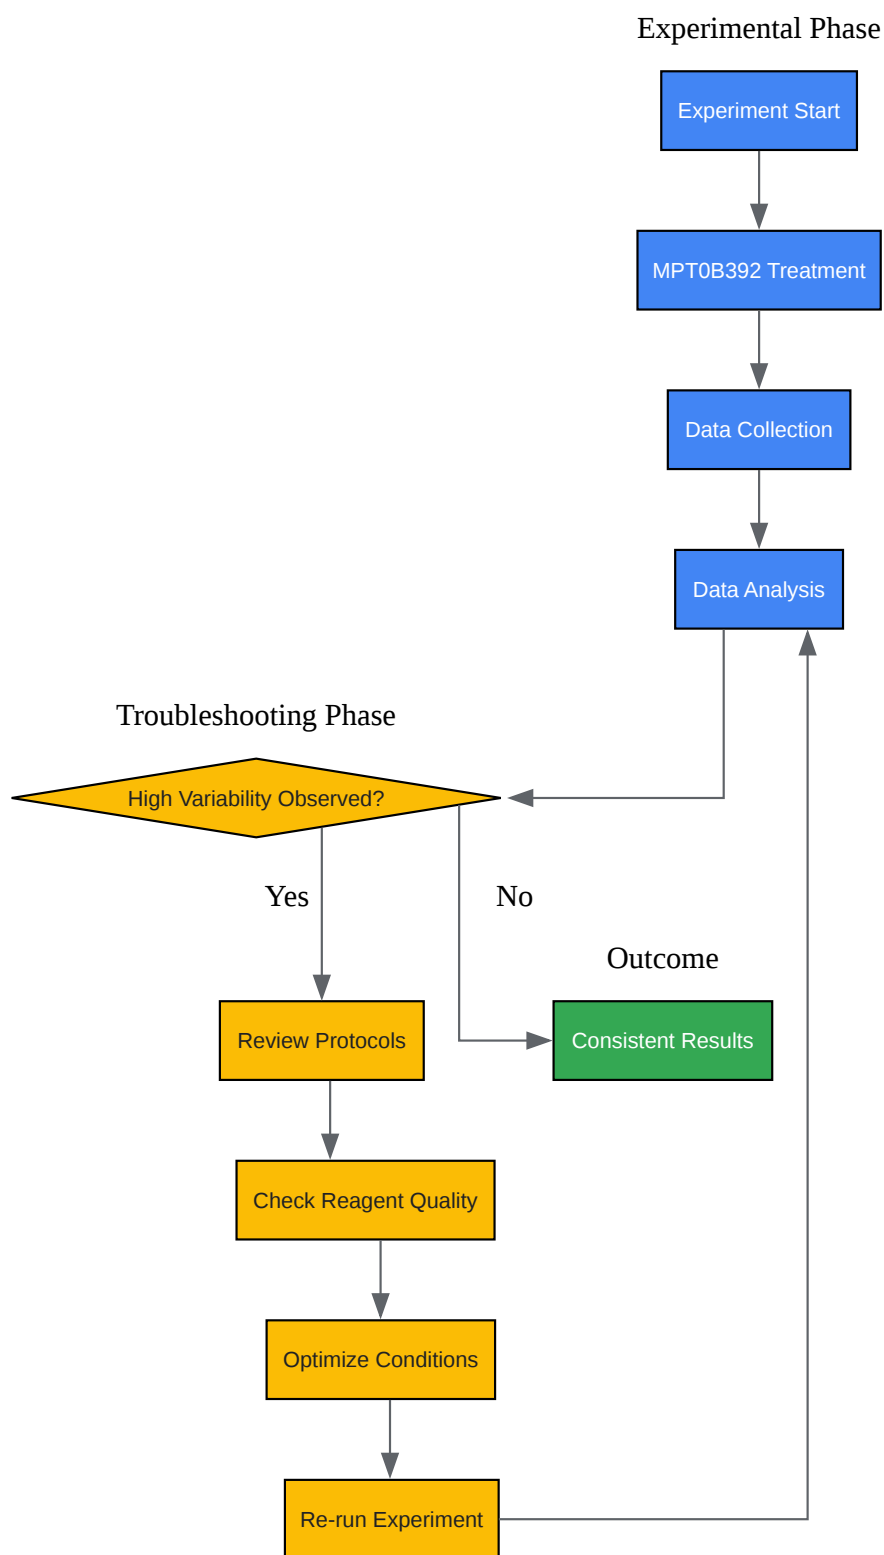 Experimental Phase
Experiment Start
MPT0B392 Treatment
Data Collection
Data Analysis
Troubleshooting Phase
High Variability Observed?
Yes
No
Outcome
Review Protocols
Consistent Results
Check Reagent Quality
Optimize Conditions
Re-run Experiment